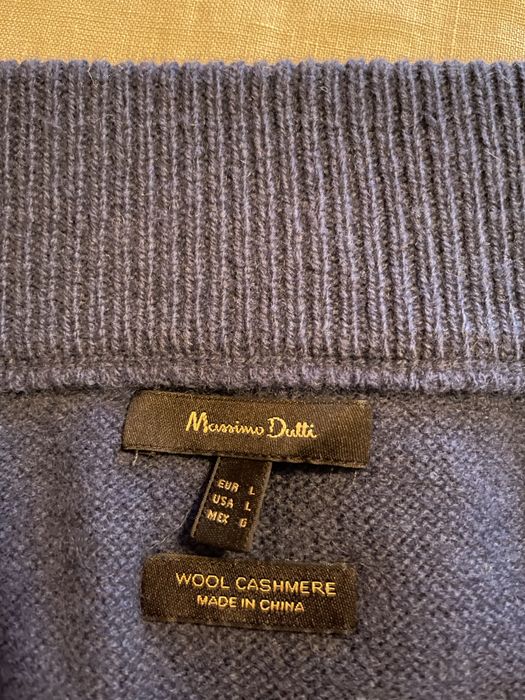 Massimo Dutti
EUR L
USA L
MEX G
WOOL CASHMERE
MADE IN CHINA